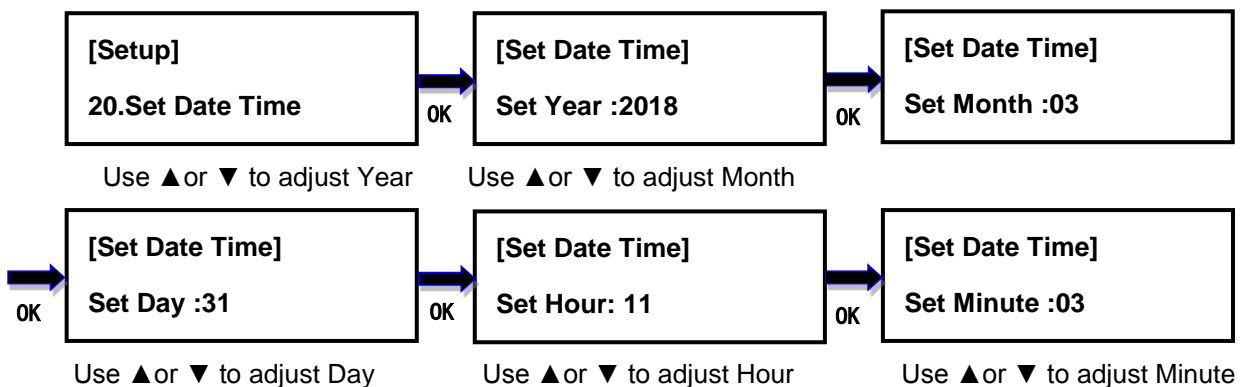 [Setup]
20.Set Date Time
OK
[Set Date Time]
Set Year :2018
OK
[Set Date Time]
Set Month :03
Use ▲or ▼ to adjust Year
Use ▲or ▼ to adjust Month
OK
[Set Date Time]
Set Day :31
OK
[Set Date Time]
Set Hour: 11
OK
[Set Date Time]
Set Minute :03
Use ▲or ▼ to adjust Day
Use ▲or ▼ to adjust Hour
Use ▲or ▼ to adjust Minute